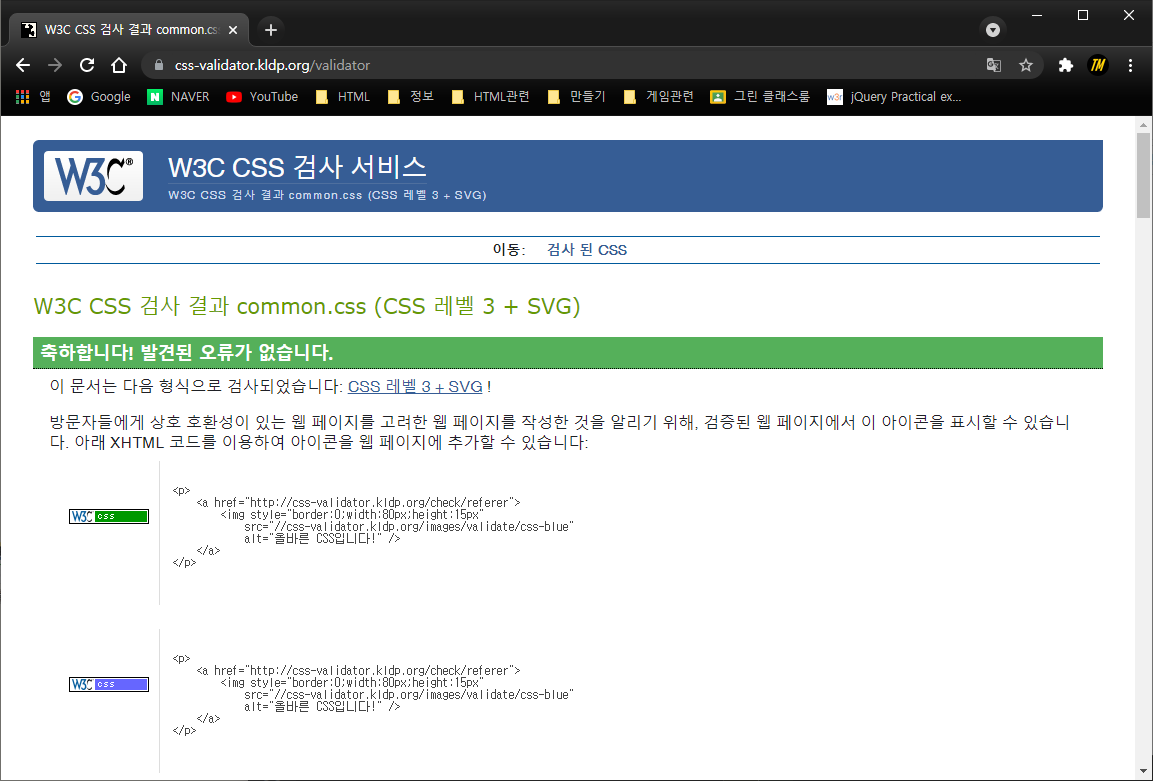 W3C CSS 검사 결과 common.cs
css-validator.kldp.org/validator
앱 Google NAVER YouTube HTML 정보 HTML관련 만들기 게임관련 그린 클래스룸 jQuery Practical ex...
W3C® W3C CSS 검사 서비스
W3C CSS 검사 결과 common.css (CSS 레벨 3 + SVG)
이동: 검사 된 CSS
W3C CSS 검사 결과 common.css (CSS 레벨 3 + SVG)
축하합니다! 발견된 오류가 없습니다.
이 문서는 다음 형식으로 검사되었습니다: CSS 레벨 3 + SVG !
방문자들에게 상호 호환성이 있는 웹 페이지를 고려한 웹 페이지를 작성한 것을 알리기 위해, 검증된 웹 페이지에서 이 아이콘을 표시할 수 있습니
다. 아래 XHTML 코드를 이용하여 아이콘을 웹 페이지에 추가할 수 있습니다:
W3C css
<p>
<a href="http://css-validator.kldp.org/check/referer">
<img style="border:0;width:80px;height:15px"
src="//css-validator.kldp.org/images/validate/css-blue"
alt="올바른 CSS입니다!" />
</a>
</p>
W3C css
<p>
<a href="http://css-validator.kldp.org/check/referer">
<img style="border:0;width:80px;height:15px"
src="//css-validator.kldp.org/images/validate/css-blue"
alt="올바른 CSS입니다!" />
</a>
</p>